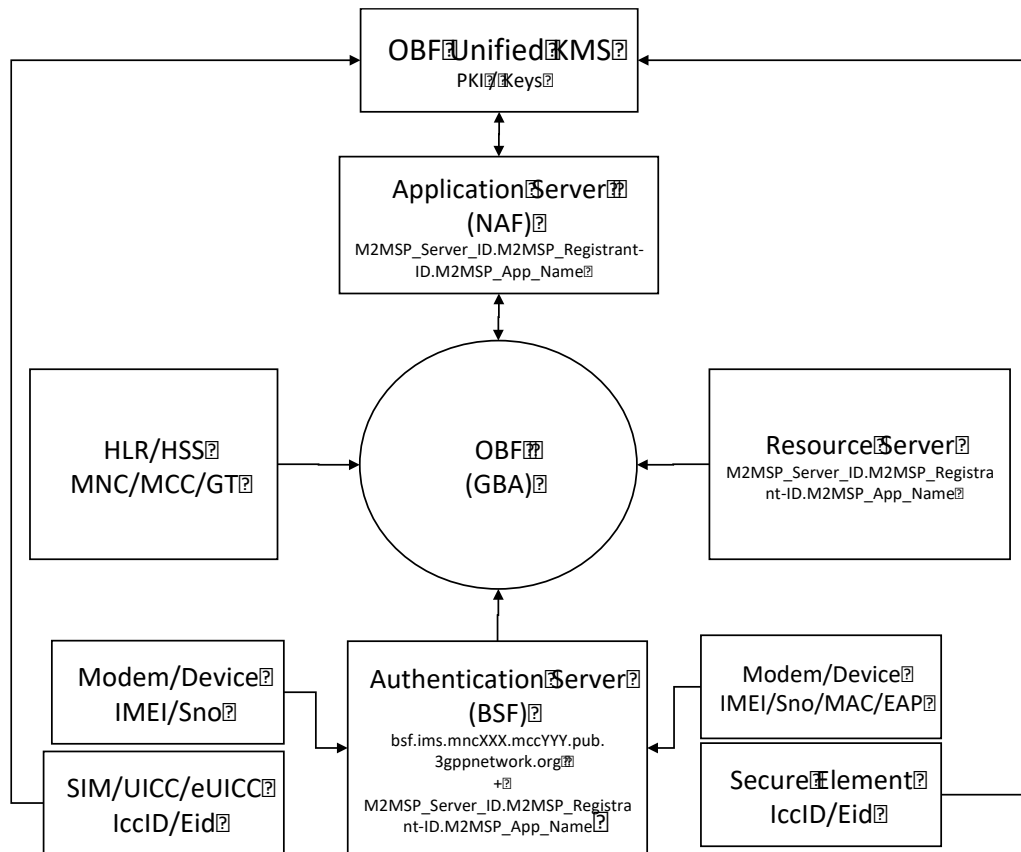 OBF Unified KMS
PKI / Keys
Application Server
(NAF)
M2MSP_Server_ID.M2MSP_Registrant-
ID.M2MSP_App_Name
HLR/HSS
MNC/MCC/GT
OBF
(GBA)
Resource Server
M2MSP_Server_ID.M2MSP_Registra
nt-ID.M2MSP_App_Name
Modem/Device
IMEI/Sno
Authentication Server
(BSF)
bsf.ims.mncXXX.mccYYY.pub.
3gppnetwork.org
+
M2MSP_Server_ID.M2MSP_Registra
nt-ID.M2MSP_App_Name
Modem/Device
IMEI/Sno/MAC/EAP
SIM/UICC/eUICC
IccID/Eid
Secure Element
IccID/Eid